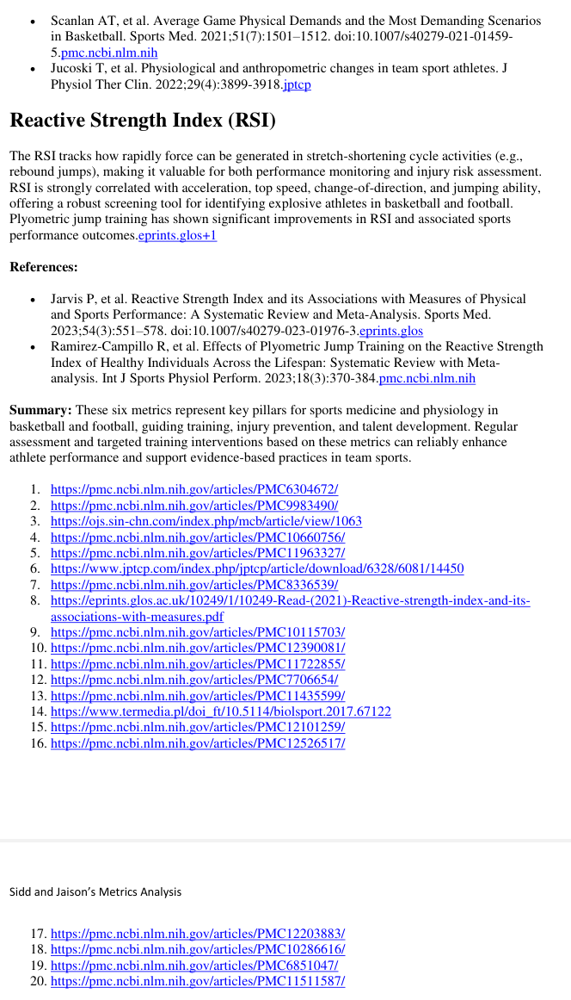 • Scanlan AT, et al. Average Game Physical Demands and the Most Demanding Scenarios
in Basketball. Sports Med. 2021;51(7):1501–1512. doi:10.1007/s40279-021-01459-
5.pmc.ncbi.nlm.nih
• Jucoski T, et al. Physiological and anthropometric changes in team sport athletes. J
Physiol Ther Clin. 2022;29(4):3899-3918.jptcp
Reactive Strength Index (RSI)
The RSI tracks how rapidly force can be generated in stretch-shortening cycle activities (e.g.,
rebound jumps), making it valuable for both performance monitoring and injury risk assessment.
RSI is strongly correlated with acceleration, top speed, change-of-direction, and jumping ability,
offering a robust screening tool for identifying explosive athletes in basketball and football.
Plyometric jump training has shown significant improvements in RSI and associated sports
performance outcomes.eprints.glos+1
References:
• Jarvis P, et al. Reactive Strength Index and its Associations with Measures of Physical
and Sports Performance: A Systematic Review and Meta-Analysis. Sports Med.
2023;54(3):551–578. doi:10.1007/s40279-023-01976-3.eprints.glos
• Ramirez-Campillo R, et al. Effects of Plyometric Jump Training on the Reactive Strength
Index of Healthy Individuals Across the Lifespan: Systematic Review with Meta-
analysis. Int J Sports Physiol Perform. 2023;18(3):370-384.pmc.ncbi.nlm.nih
Summary: These six metrics represent key pillars for sports medicine and physiology in
basketball and football, guiding training, injury prevention, and talent development. Regular
assessment and targeted training interventions based on these metrics can reliably enhance
athlete performance and support evidence-based practices in team sports.
1. https://pmc.ncbi.nlm.nih.gov/articles/PMC6304672/
2. https://pmc.ncbi.nlm.nih.gov/articles/PMC9983490/
3. https://ojs.sin-chn.com/index.php/mcb/article/view/1063
4. https://pmc.ncbi.nlm.nih.gov/articles/PMC10660756/
5. https://pmc.ncbi.nlm.nih.gov/articles/PMC11963327/
6. https://www.jptcp.com/index.php/jptcp/article/download/6328/6081/14450
7. https://pmc.ncbi.nlm.nih.gov/articles/PMC8336539/
8. https://eprints.glos.ac.uk/10249/1/10249-Read-(2021)-Reactive-strength-index-and-its-
associations-with-measures.pdf
9. https://pmc.ncbi.nlm.nih.gov/articles/PMC10115703/
10. https://pmc.ncbi.nlm.nih.gov/articles/PMC12390081/
11. https://pmc.ncbi.nlm.nih.gov/articles/PMC11722855/
12. https://pmc.ncbi.nlm.nih.gov/articles/PMC7706654/
13. https://pmc.ncbi.nlm.nih.gov/articles/PMC11435599/
14. https://www.termedia.pl/doi_ft/10.5114/biolsport.2017.67122
15. https://pmc.ncbi.nlm.nih.gov/articles/PMC12101259/
16. https://pmc.ncbi.nlm.nih.gov/articles/PMC12526517/
Sidd and Jaison’s Metrics Analysis
17. https://pmc.ncbi.nlm.nih.gov/articles/PMC12203883/
18. https://pmc.ncbi.nlm.nih.gov/articles/PMC10286616/
19. https://pmc.ncbi.nlm.nih.gov/articles/PMC6851047/
20. https://pmc.ncbi.nlm.nih.gov/articles/PMC11511587/